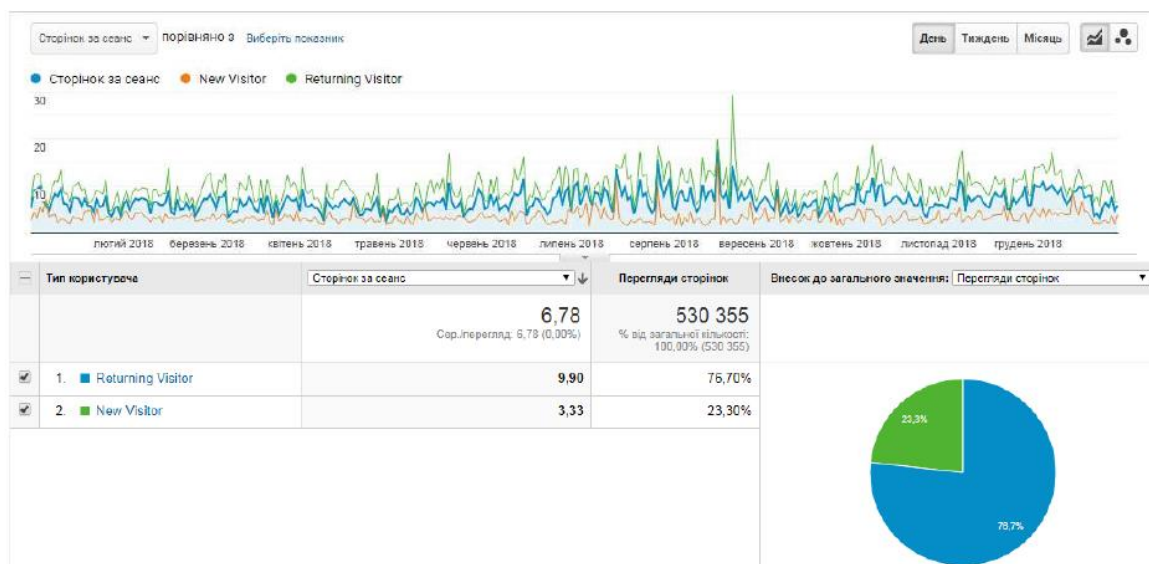 Сторінок за сеанс порівняно з Виберіть показник
День Тиждень Місяць
Сторінок за сеанс New Visitor Returning Visitor
30
20
10
лютий 2018 березень 2018 квітень 2018 травень 2018 червень 2018 липень 2018 серпень 2018 вересень 2018 жовтень 2018 листопад 2018 грудень 2018
Тип користувача Сторінок за сеанс Перегляди сторінок Внесок до загального значення: Перегляди сторінок
6,78 530 355
Сер./перегляд: 6,78 (0,00%) % від загальної кількості:
100,00% (530 355)
1. Returning Visitor 9,90 76,70%
2. New Visitor 3,33 23,30%
23,3%
76,7%